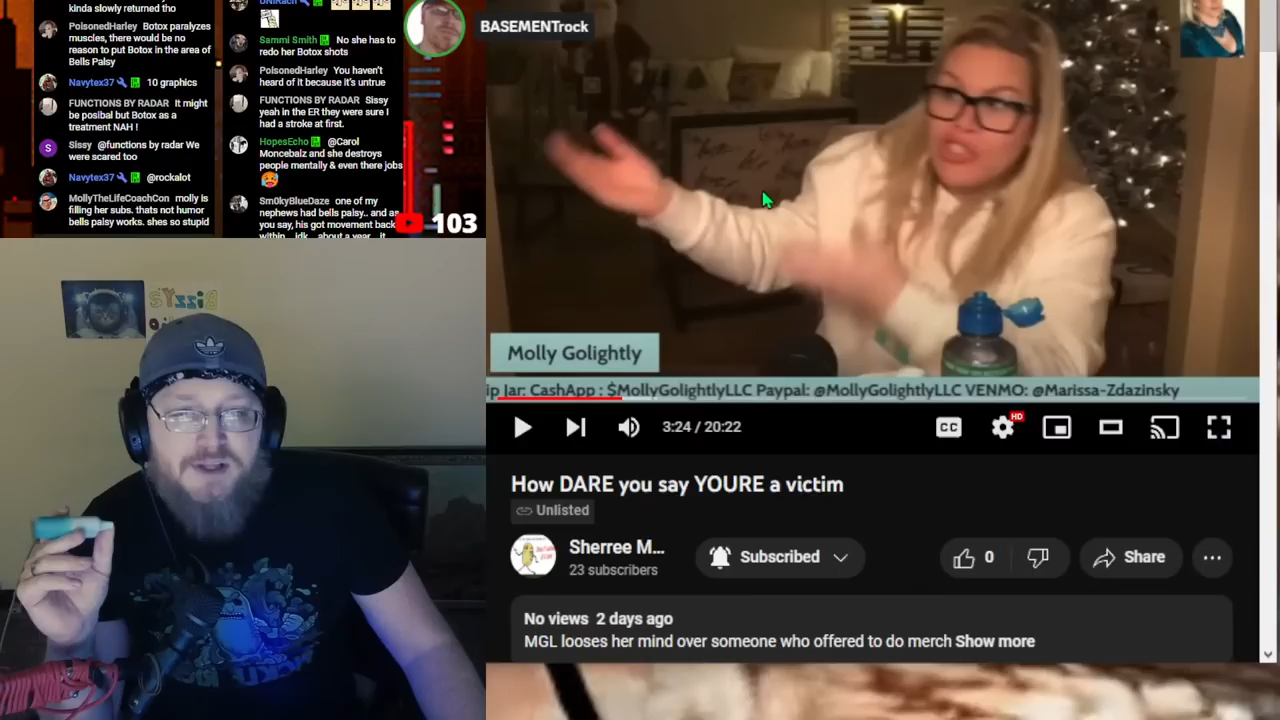 kinda slowly returned tho
PoisonedHarley Botox paralyzes
muscles, there would be no
reason to put Botox in the area of
Bells Palsy
Navytex37 10 graphics
FUNCTIONS BY RADAR It might
be posibal but Botox as a
treatment NAH !
S
Sissy @functions by radar We
were scared too
Navytex37 @rockalot
MollyTheLifeCoachCon molly is
filling her subs. thats not humor
bells palsy works. shes so stupid
UNIRach
Sammi Smith No she has to
redo her Botox shots
PoisonedHarley You haven't
heard of it because it's untrue
FUNCTIONS BY RADAR Sissy
yeah in the ER they were sure I
had a stroke at first.
HopesEcho @Carol
Moncebalz and she destroys
people mentally & even there jobs
Sm0kyBlueDaze one of my
nephews had bells palsy.. and as
you say, his got movement back
within... idk... about a year... it
103
BASEMENTrock
Molly Golightly
ip Jar: CashApp : $MollyGolightlyLLC Paypal: @MollyGolightlyLLC VENMO: @Marissa-Zdazinsky
3:24 / 20:22
CC
HD
How DARE you say YOURE a victim
Unlisted
Sherree M...
23 subscribers
Subscribed
0
Share
No views 2 days ago
MGL looses her mind over someone who offered to do merch Show more